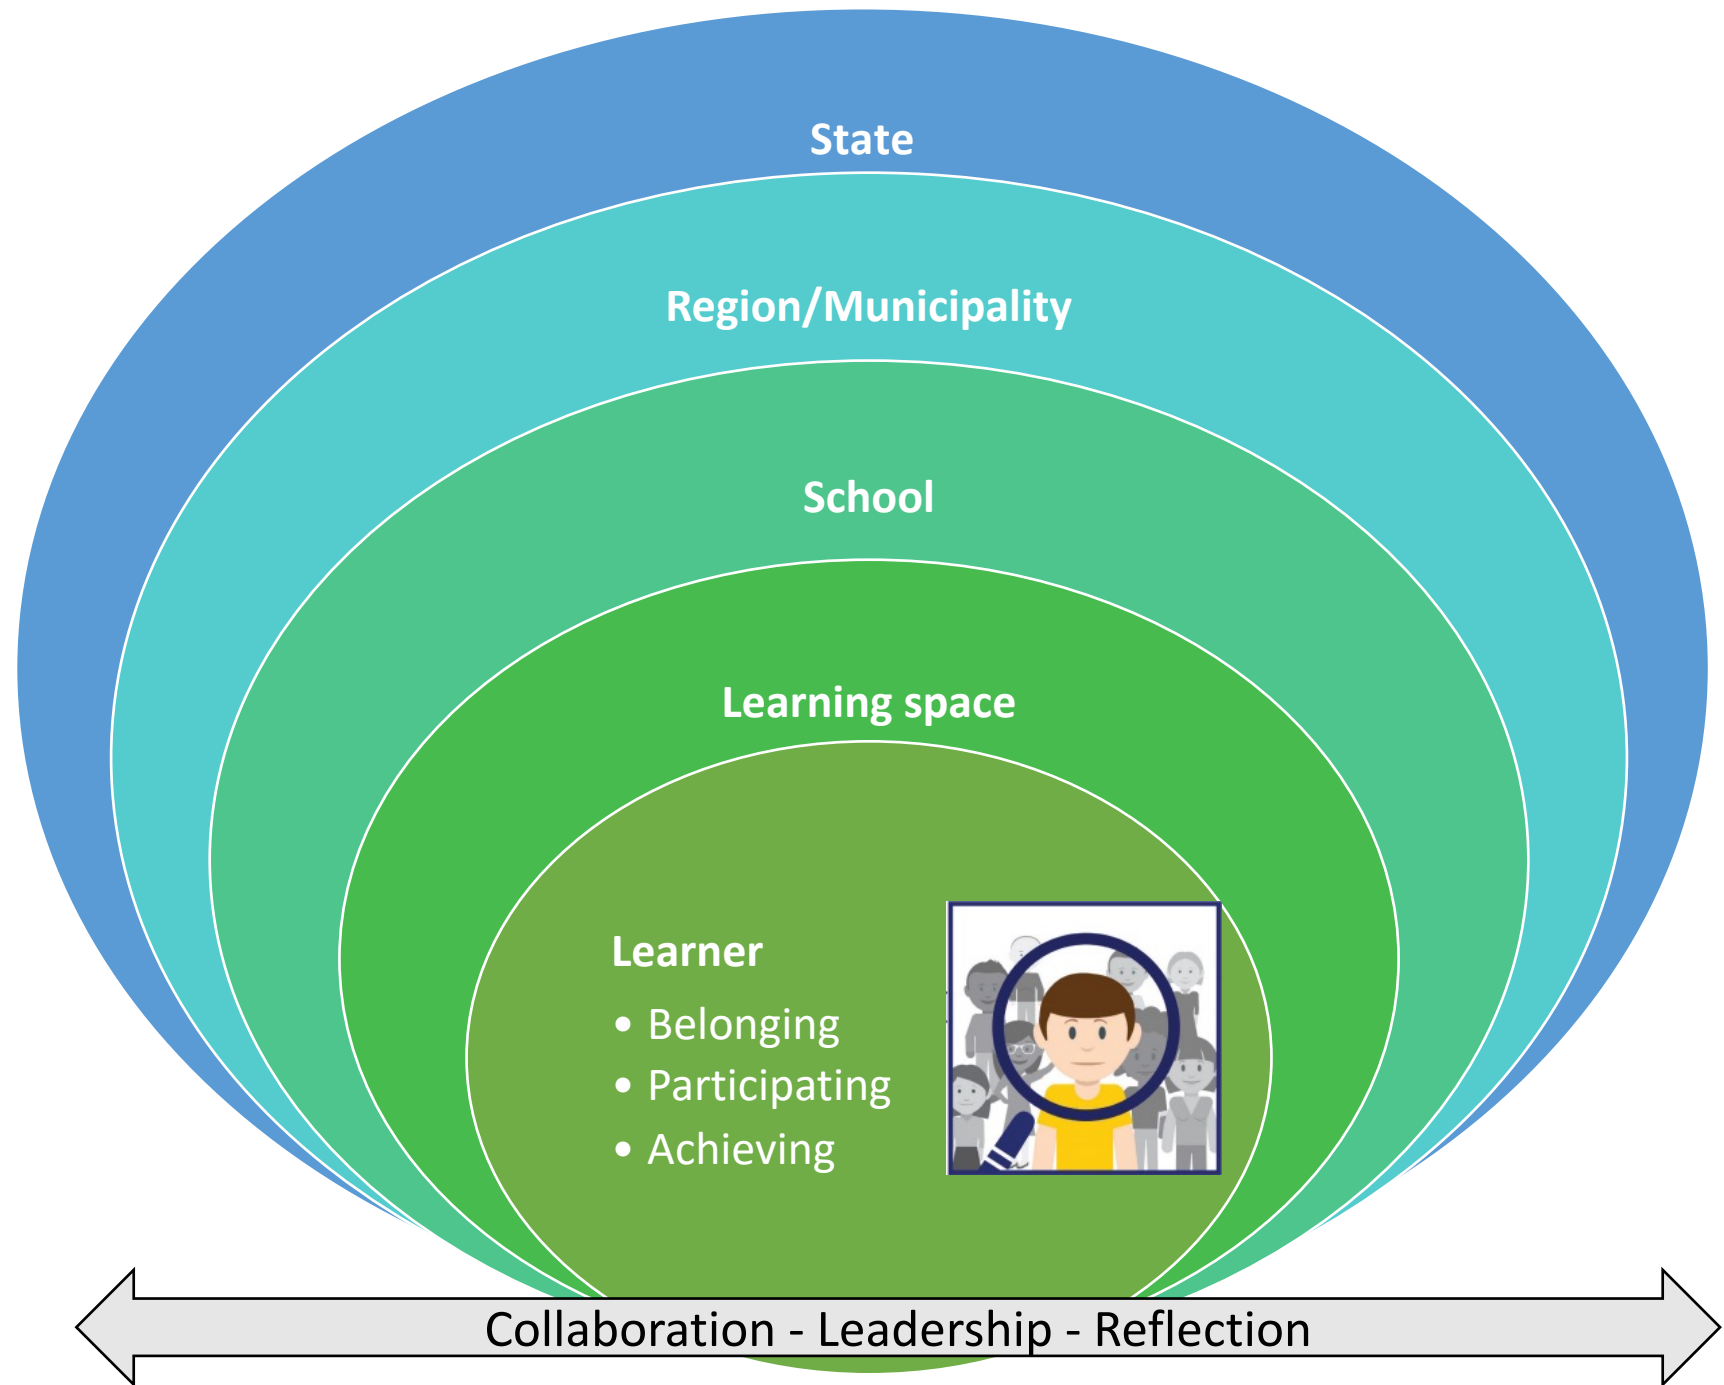 State
Region/Municipality
School
Learning space
Learner
• Belonging
• Participating
• Achieving
Collaboration - Leadership - Reflection